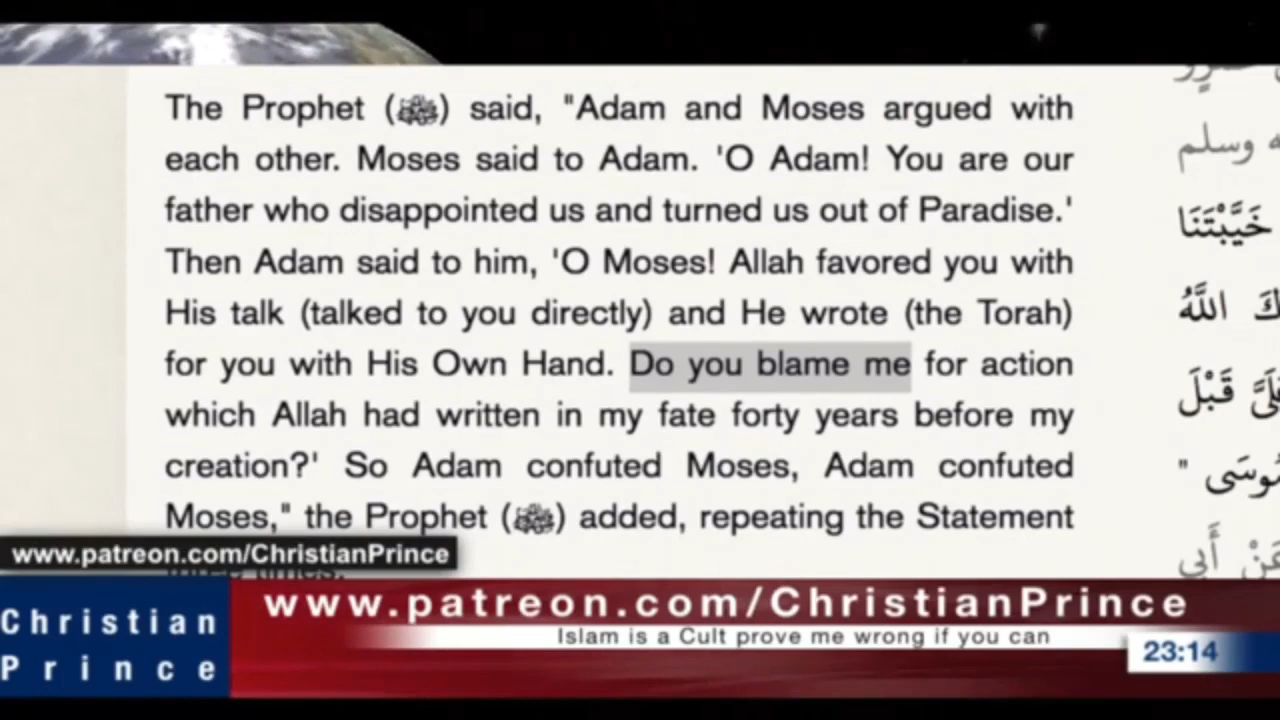 The Prophet (ﷺ) said, "Adam and Moses argued with
each other. Moses said to Adam. 'O Adam! You are our
father who disappointed us and turned us out of Paradise.'
Then Adam said to him, 'O Moses! Allah favored you with
His talk (talked to you directly) and He wrote (the Torah)
for you with His Own Hand. Do you blame me for action
which Allah had written in my fate forty years before my
creation?' So Adam confuted Moses, Adam confuted
Moses," the Prophet (ﷺ) added, repeating the Statement
three times.
ه وسلم
خَيَّبْتَنَا
كَ اللَّهُ
لَىَّ قَبْلَ
مُوسَى "
عَنْ أَبِي
www.patreon.com/ChristianPrince
Christian
Prince
www.patreon.com/ChristianPrince
Islam is a Cult prove me wrong if you can
23:14